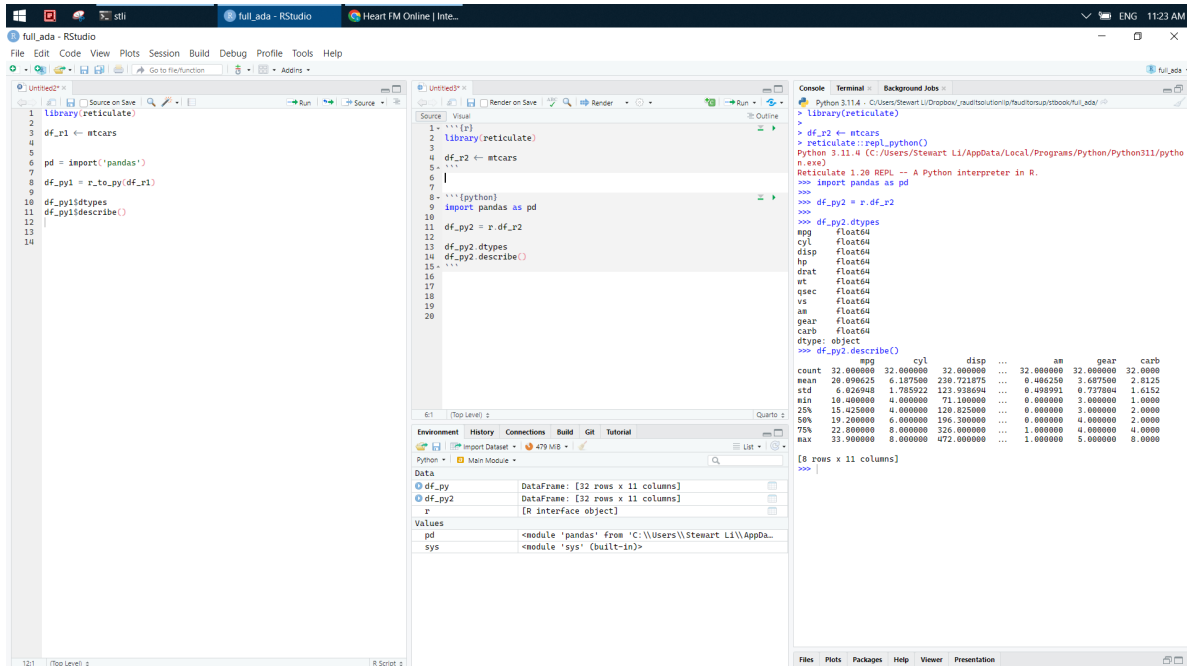 stli
full_ada - RStudio
Heart FM Online | Inte...
ENG 11:23 AM
full_ada - RStudio
File Edit Code View Plots Session Build Debug Profile Tools Help
Go to file/function Addins
full_ada
Untitled2*
Source on Save Run Source
1 library(reticulate)
2
3 df_r1 ← mtcars
4
5
6 pd = import('pandas')
7
8 df_py1 = r_to_py(df_r1)
9
10 df_py1$dtypes
11 df_py1$describe()
12
13
14
12:1 (Top Level) R Script
Untitled3*
Render on Save Render Run
Source Visual Outline
1 ```{r}
2 library(reticulate)
3
4 df_r2 ← mtcars
5 ```
6
7
8 ```{python}
9 import pandas as pd
10
11 df_py2 = r.df_r2
12
13 df_py2.dtypes
14 df_py2.describe()
15 ```
16
17
18
19
20
6:1 (Top Level) Quarto
Environment History Connections Build Git Tutorial
Import Dataset 479 MiB List
Python Main Module
Data
df_py DataFrame: [32 rows x 11 columns]
df_py2 DataFrame: [32 rows x 11 columns]
r [R interface object]
Values
pd <module 'pandas' from 'C:\\Users\\Stewart Li\\AppDa…
sys <module 'sys' (built-in)>
Console Terminal Background Jobs
Python 3.11.4 · C:/Users/Stewart Li/Dropbox/_rauditsolutionllp/fauditorsup/stbook/full_ada/
> library(reticulate)
>
> df_r2 ← mtcars
> reticulate::repl_python()
Python 3.11.4 (C:/Users/Stewart Li/AppData/Local/Programs/Python/Python311/pytho
n.exe)
Reticulate 1.20 REPL -- A Python interpreter in R.
>>> import pandas as pd
>>>
>>> df_py2 = r.df_r2
>>>
>>> df_py2.dtypes
mpg float64
cyl float64
disp float64
hp float64
drat float64
wt float64
qsec float64
vs float64
am float64
gear float64
carb float64
dtype: object
>>> df_py2.describe()
mpg cyl disp ... am gear carb
count 32.000000 32.000000 32.000000 ... 32.000000 32.000000 32.0000
mean 20.090625 6.187500 230.721875 ... 0.406250 3.687500 2.8125
std 6.026948 1.785922 123.938694 ... 0.498991 0.737804 1.6152
min 10.400000 4.000000 71.100000 ... 0.000000 3.000000 1.0000
25% 15.425000 4.000000 120.825000 ... 0.000000 3.000000 2.0000
50% 19.200000 6.000000 196.300000 ... 0.000000 4.000000 2.0000
75% 22.800000 8.000000 326.000000 ... 1.000000 4.000000 4.0000
max 33.900000 8.000000 472.000000 ... 1.000000 5.000000 8.0000
[8 rows x 11 columns]
>>>
Files Plots Packages Help Viewer Presentation